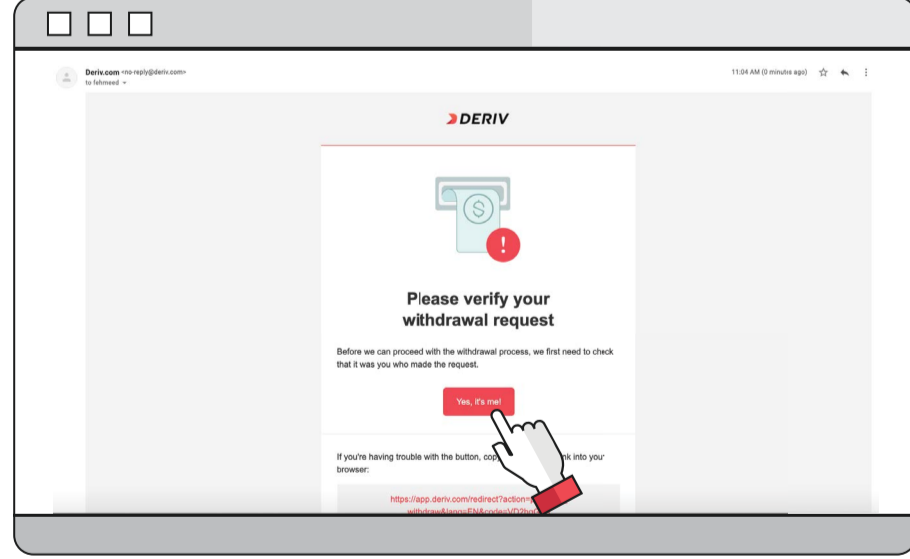 Deriv.com <no-reply@deriv.com>
to fehmeed
11:04 AM (0 minutes ago)
DERIV
$
!
Please verify your
withdrawal request
Before we can proceed with the withdrawal process, we first need to check
that it was you who made the request.
Yes, it's me!
If you're having trouble with the button, into your
browser:
https://app.deriv.com/redirect?action=
withdraw&lang=EN&code=